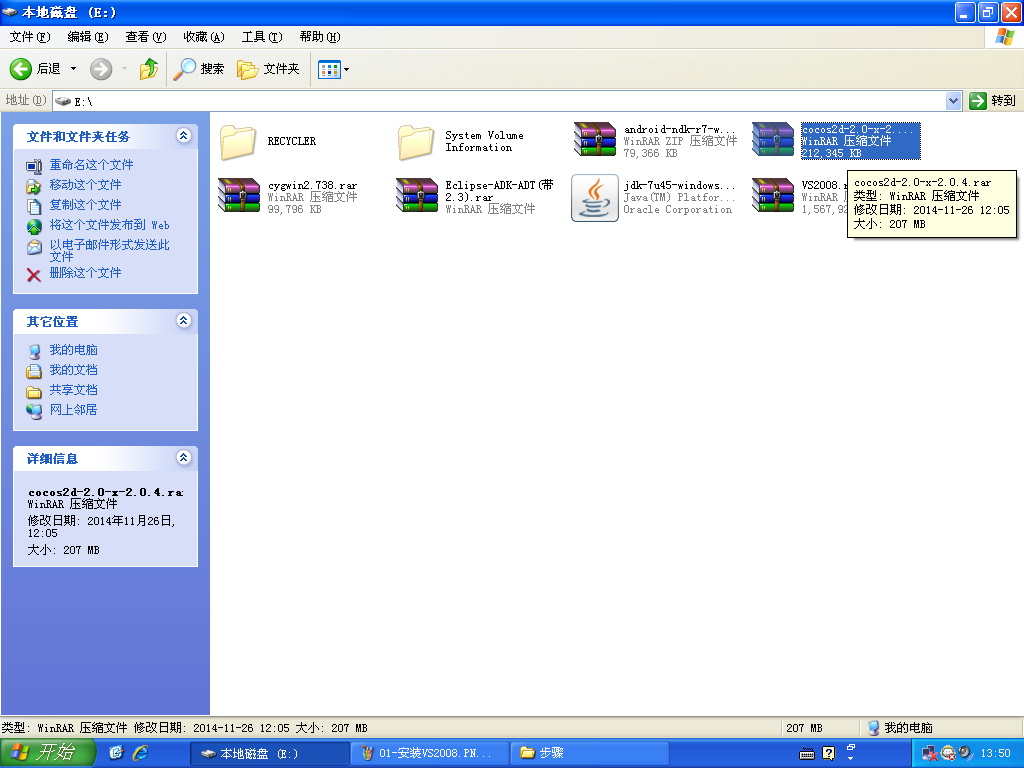 本地磁盘 (E:)
文件(F) 编辑(E) 查看(V) 收藏(A) 工具(T) 帮助(H)
后退 搜索 文件夹
地址(D) E:\ 转到
文件和文件夹任务
重命名这个文件
移动这个文件
复制这个文件
将这个文件发布到 Web
以电子邮件形式发送此
文件
删除这个文件
其它位置
我的电脑
我的文档
共享文档
网上邻居
详细信息
cocos2d-2.0-x-2.0.4.ra
WinRAR 压缩文件
修改日期: 2014年11月26日,
12:05
大小: 207 MB
RECYCLER
System Volume
Information
android-ndk-r7-w...
WinRAR ZIP 压缩文件
79,366 KB
cocos2d-2.0-x-2....
WinRAR 压缩文件
212,345 KB
cygwin2.738.rar
WinRAR 压缩文件
99,796 KB
Eclipse-ADK-ADT(带
2.3).rar
WinRAR 压缩文件
jdk-7u45-windows...
Java(TM) Platfor...
Oracle Corporation
VS2008.r
WinRAR
1,567,92
cocos2d-2.0-x-2.0.4.rar
类型: WinRAR 压缩文件
修改日期: 2014-11-26 12:05
大小: 207 MB
类型: WinRAR 压缩文件 修改日期: 2014-11-26 12:05 大小: 207 MB 207 MB 我的电脑
开始 本地磁盘 (E:) 01-安装VS2008.PN... 步骤 13:50